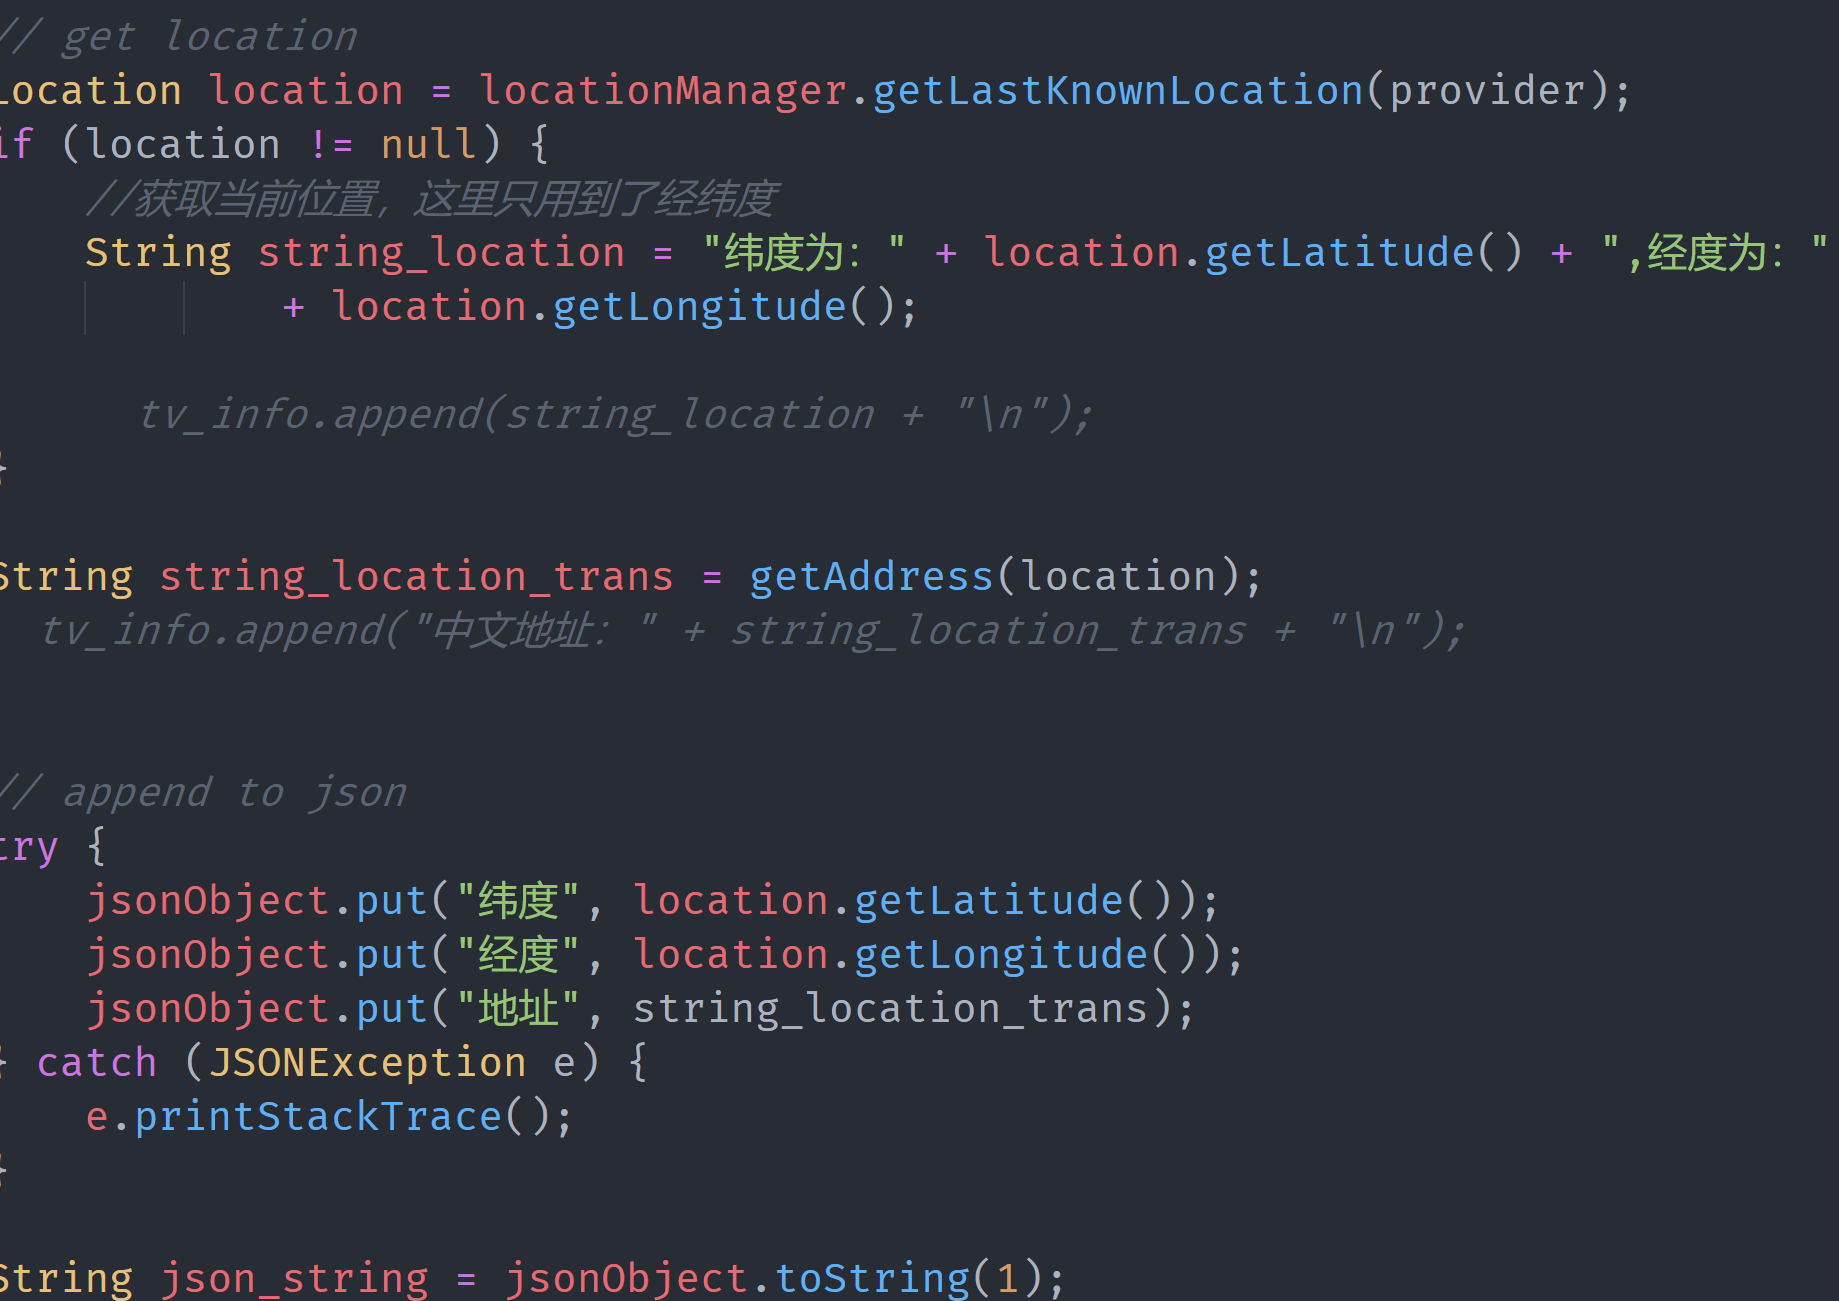 // get location
Location location = locationManager.getLastKnownLocation(provider);
if (location != null) {
//获取当前位置，这里只用到了经纬度
String string_location = "纬度为：" + location.getLatitude() + ",经度为："
+ location.getLongitude();
tv_info.append(string_location + "\n");
}
String string_location_trans = getAddress(location);
tv_info.append("中文地址：" + string_location_trans + "\n");
// append to json
try {
jsonObject.put("纬度", location.getLatitude());
jsonObject.put("经度", location.getLongitude());
jsonObject.put("地址", string_location_trans);
} catch (JSONException e) {
e.printStackTrace();
}
String json_string = jsonObject.toString(1);